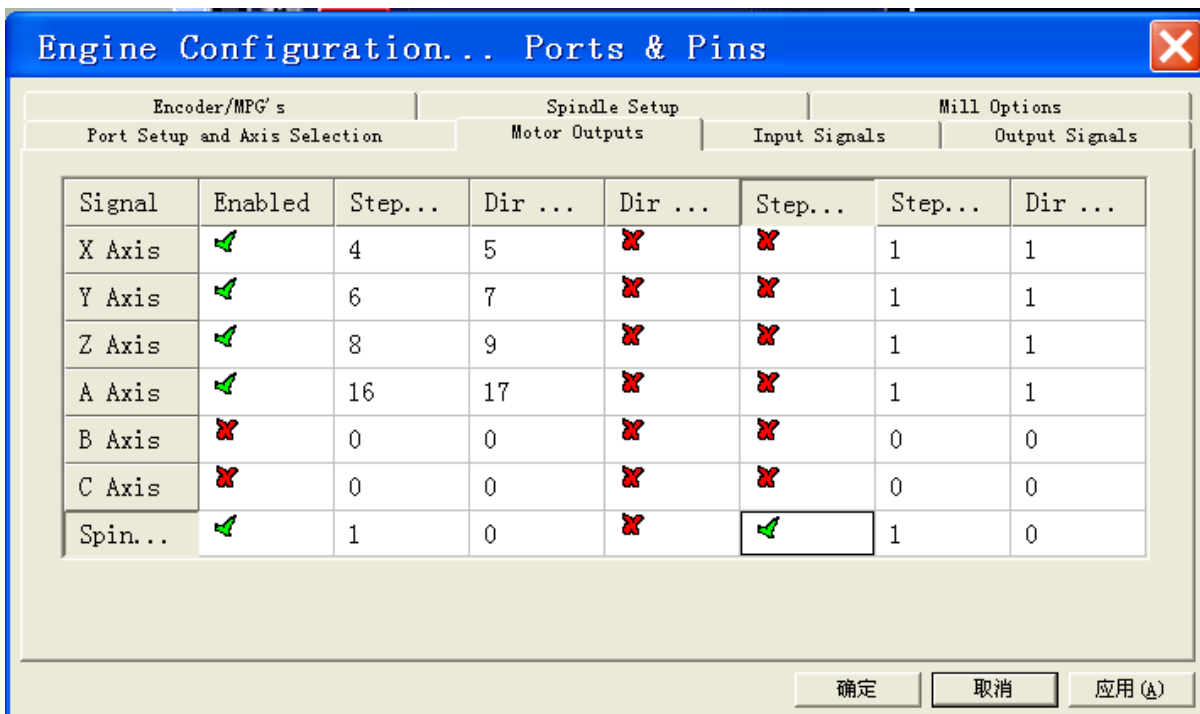 Engine Configuration... Ports & Pins
Encoder/MPG's Spindle Setup Mill Options
Port Setup and Axis Selection Motor Outputs Input Signals Output Signals
Signal Enabled Step... Dir ... Dir ... Step... Step... Dir ...
X Axis 4 5 1 1
Y Axis 6 7 1 1
Z Axis 8 9 1 1
A Axis 16 17 1 1
B Axis 0 0 0 0
C Axis 0 0 0 0
Spin... 1 0 1 0
确定 取消 应用(A)